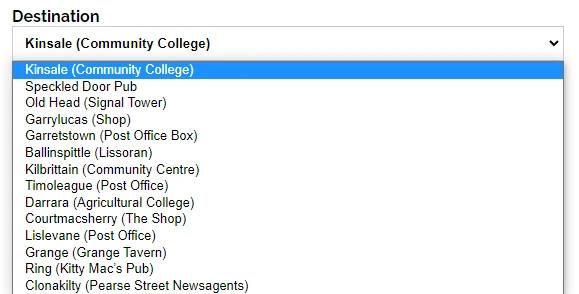 Destination
Kinsale (Community College)
Kinsale (Community College)
Speckled Door Pub
Old Head (Signal Tower)
Garrylucas (Shop)
Garretstown (Post Office Box)
Ballinspittle (Lissoran)
Kilbrittain (Community Centre)
Timoleague (Post Office)
Darrara (Agricultural College)
Courtmacsherry (The Shop)
Lislevane (Post Office)
Grange (Grange Tavern)
Ring (Kitty Mac's Pub)
Clonakilty (Pearse Street Newsagents)